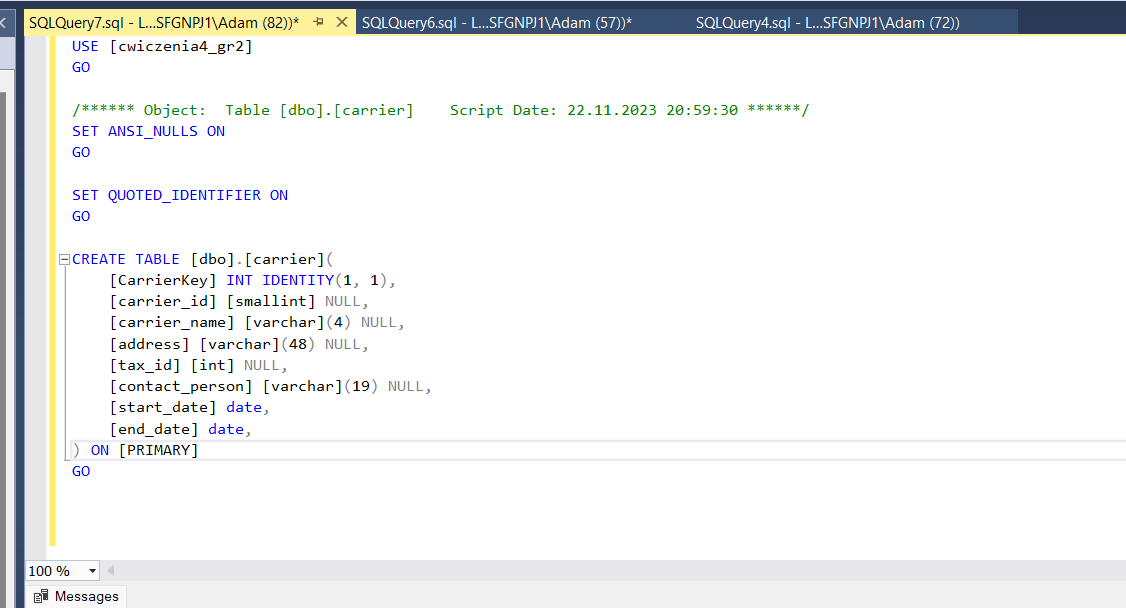 SQLQuery7.sql - L...SFGNPJ1\Adam (82))* SQLQuery6.sql - L...SFGNPJ1\Adam (57))* SQLQuery4.sql - L...SFGNPJ1\Adam (72))
USE [cwiczenia4_gr2]
GO
/****** Object:  Table [dbo].[carrier]    Script Date: 22.11.2023 20:59:30 ******/
SET ANSI_NULLS ON
GO
SET QUOTED_IDENTIFIER ON
GO
CREATE TABLE [dbo].[carrier](
    [CarrierKey] INT IDENTITY(1, 1),
    [carrier_id] [smallint] NULL,
    [carrier_name] [varchar](4) NULL,
    [address] [varchar](48) NULL,
    [tax_id] [int] NULL,
    [contact_person] [varchar](19) NULL,
    [start_date] date,
    [end_date] date,
) ON [PRIMARY]
GO
100 %
Messages